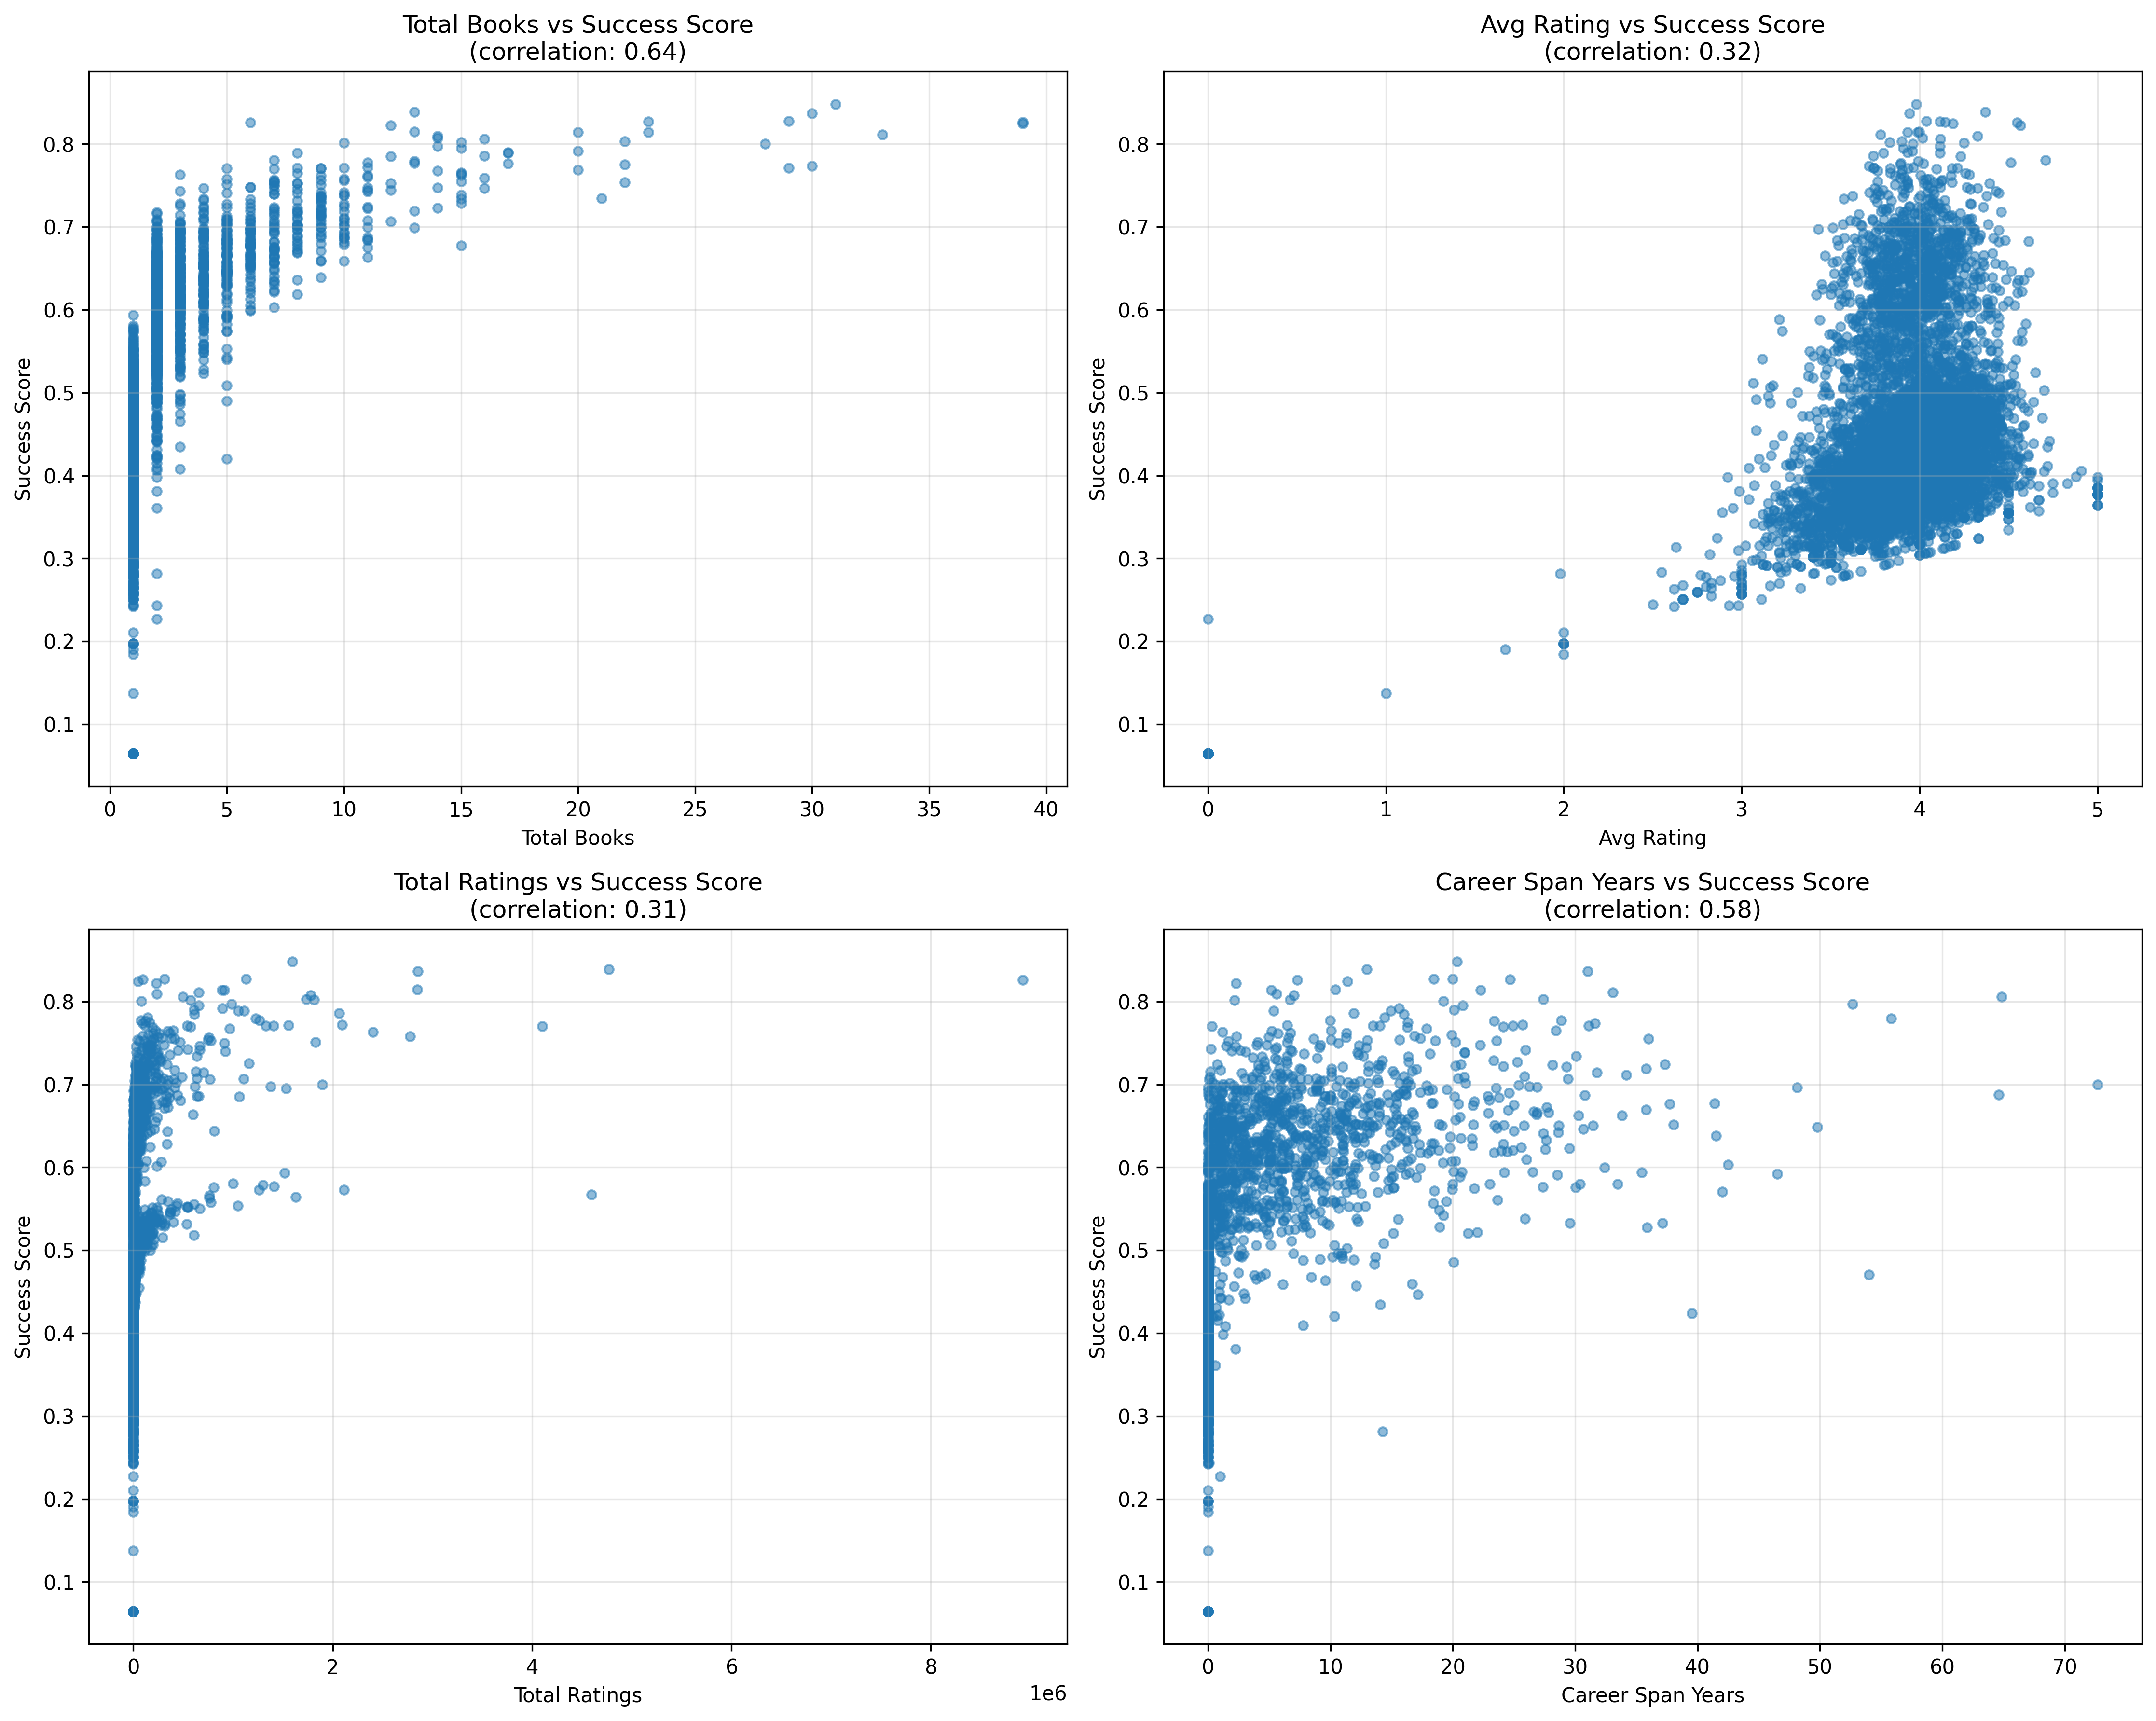 Total Books vs Success Score
(correlation: 0.64)
Success Score
0.8
0.7
0.6
0.5
0.4
0.3
0.2
0.1
0 5 10 15 20 25 30 35 40
Total Books
Avg Rating vs Success Score
(correlation: 0.32)
Success Score
0.8
0.7
0.6
0.5
0.4
0.3
0.2
0.1
0 1 2 3 4 5
Avg Rating
Total Ratings vs Success Score
(correlation: 0.31)
Success Score
0.8
0.7
0.6
0.5
0.4
0.3
0.2
0.1
0 2 4 6 8
1e6
Total Ratings
Career Span Years vs Success Score
(correlation: 0.58)
Success Score
0.8
0.7
0.6
0.5
0.4
0.3
0.2
0.1
0 10 20 30 40 50 60 70
Career Span Years